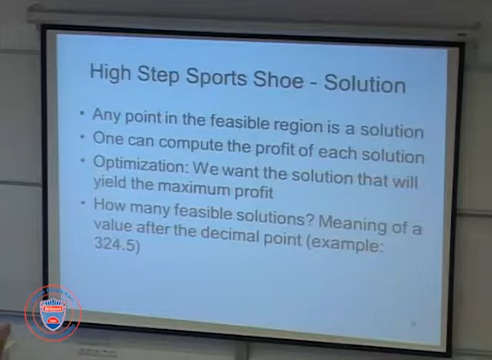 High Step Sports Shoe - Solution
• Any point in the feasible region is a solution
• One can compute the profit of each solution
• Optimization: We want the solution that will
yield the maximum profit
• How many feasible solutions? Meaning of a
value after the decimal point (example:
324.5)